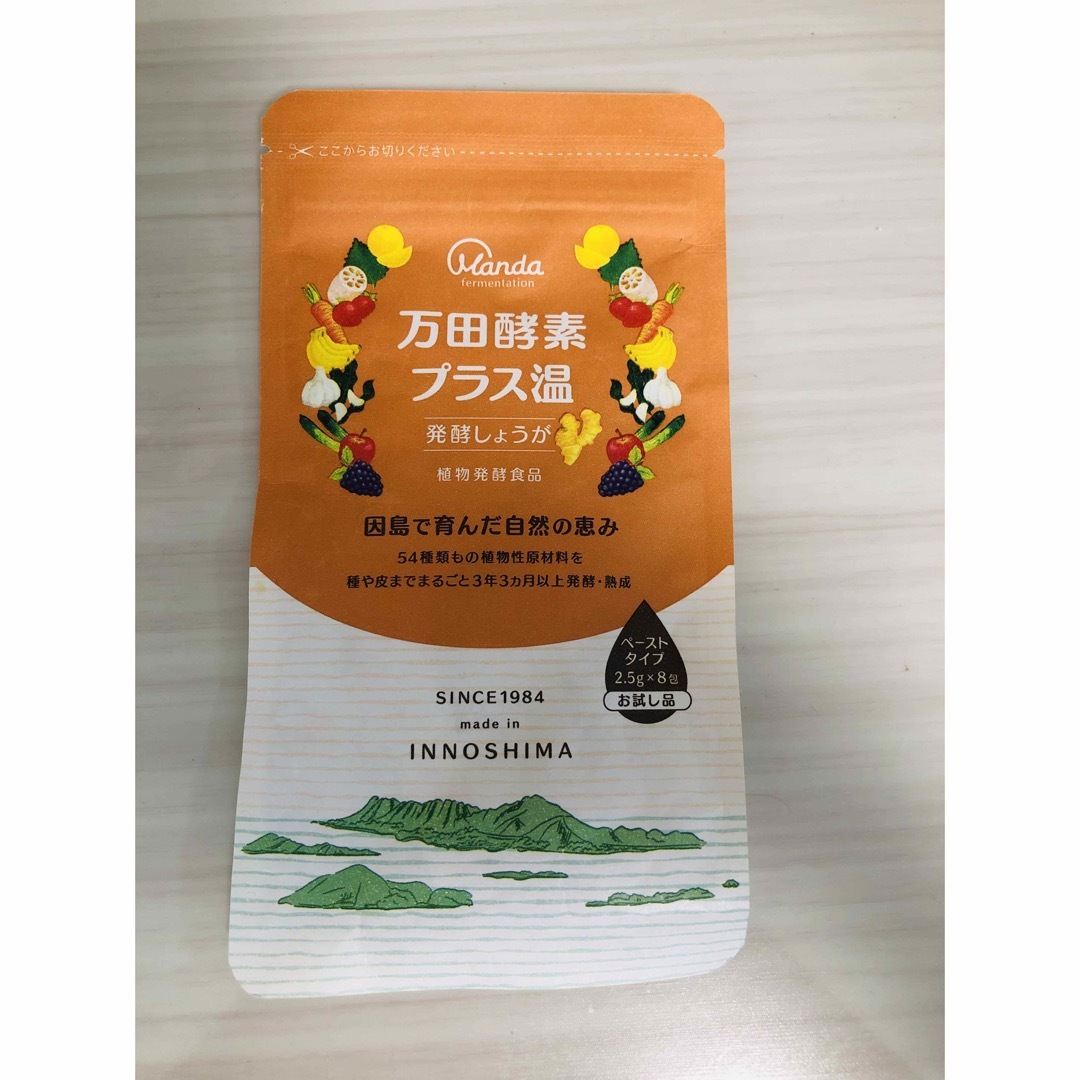 ここからお切りください
Manda
fermentation
万田酵素
プラス温
発酵しょうが
植物発酵食品
因島で育んだ自然の恵み
54種類もの植物性原材料を
種や皮までまるごと3年3ヵ月以上発酵・熟成
ペースト
タイプ
2.5g×8包
お試し品
SINCE1984
made in
INNOSHIMA